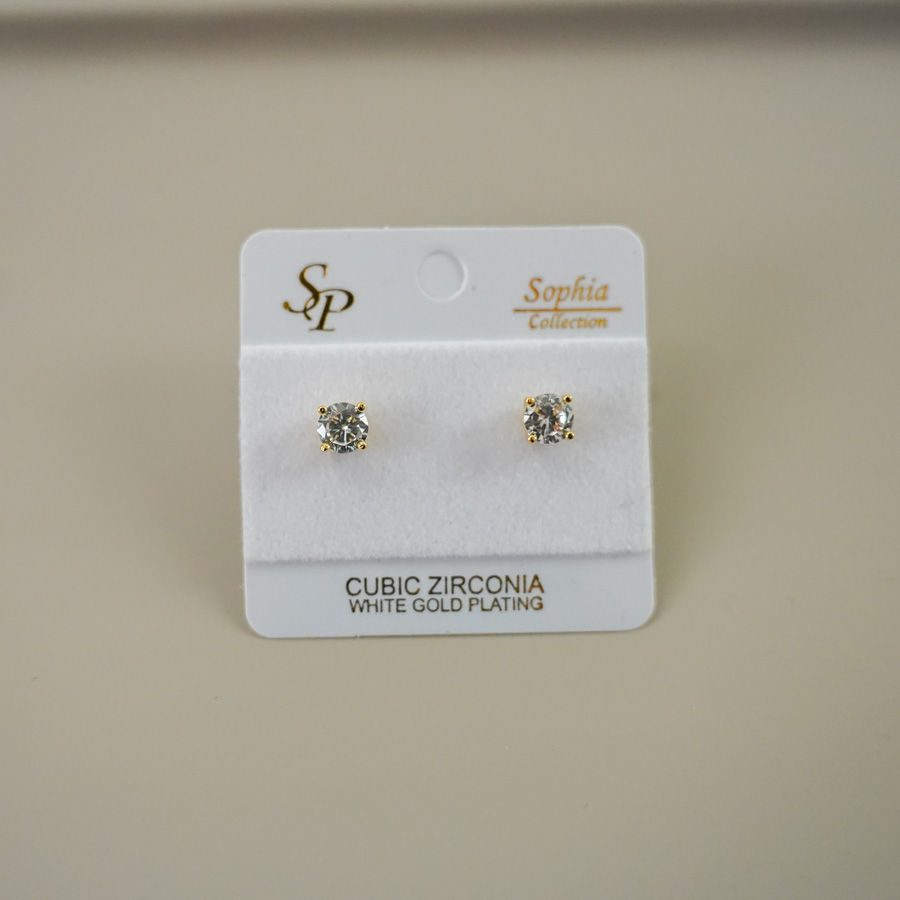 SP
Sophia
Collection
CUBIC ZIRCONIA
WHITE GOLD PLATING